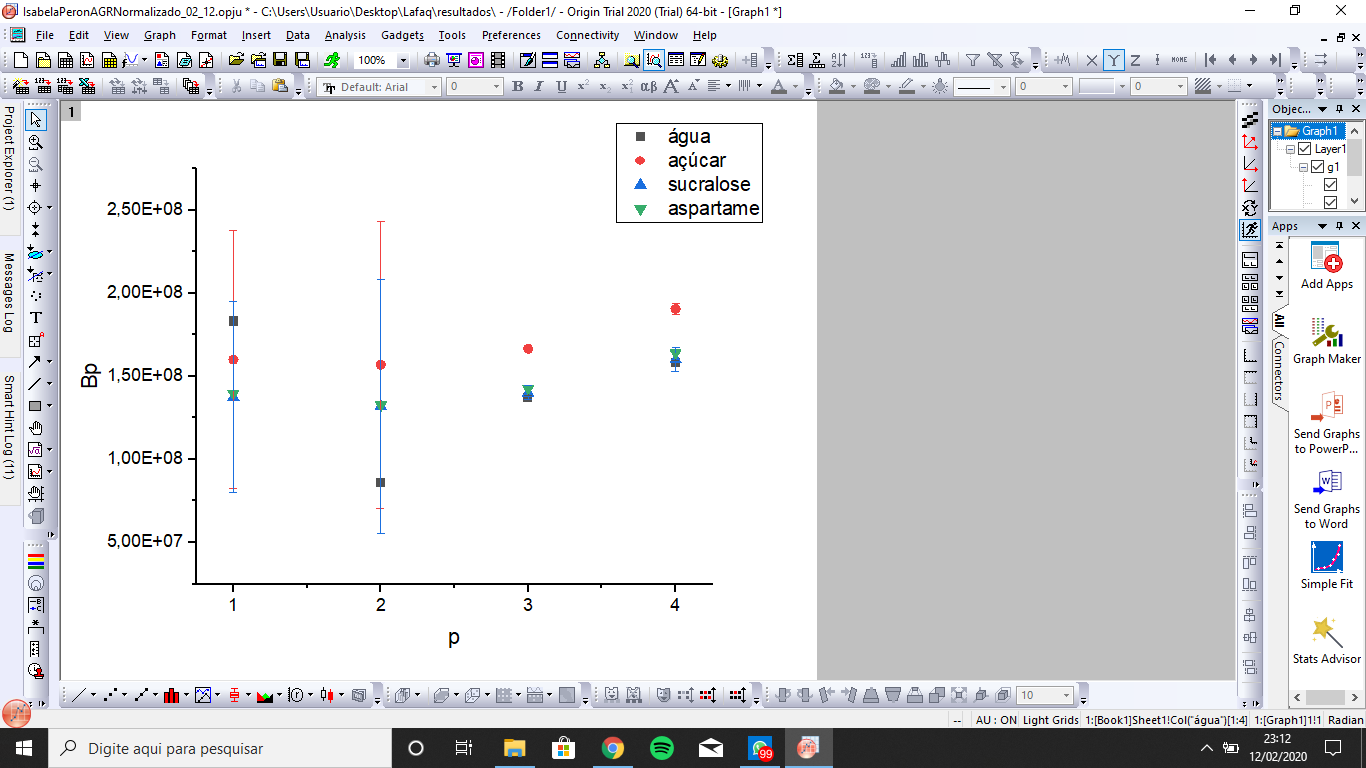 IsabelaPeronAGRNormalizado_02_12.opju * - C:\Users\Usuario\Desktop\Lafaq\resultados\ - /Folder1/ - Origin Trial 2020 (Trial) 64-bit - [Graph1 *]
File Edit View Graph Format Insert Data Analysis Gadgets Tools Preferences Connectivity Window Help
100%
Default: Arial 0 0 0
Project Explorer (1)
Messages Log
Smart Hint Log (11)
1
água
açúcar
sucralose
aspartame
2,50E+08
2,00E+08
1,50E+08
1,00E+08
5,00E+07
Bp
1 2 3 4
p
Objec...
Graph1
Layer1
g1
Apps
Add Apps
All
Connectors
Graph Maker
Send Graphs
to PowerP...
Send Graphs
to Word
Simple Fit
Stats Advisor
10
-- AU : ON Light Grids 1:[Book1]Sheet1!Col("água")[1:4] 1:[Graph1]1!1 Radian
Digite aqui para pesquisar
99
23:12
12/02/2020